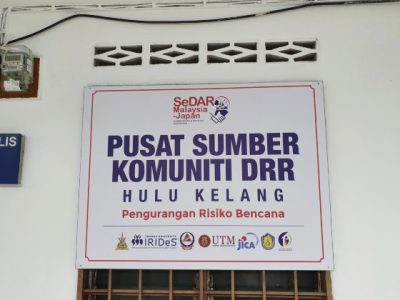 LIS
SeDAR
Malaysia
-Japan
PUSAT SUMBER
KOMUNITI DRR
HULU KELANG
Pengurangan Risiko Bencana
IRIDeS
UTM
JICA